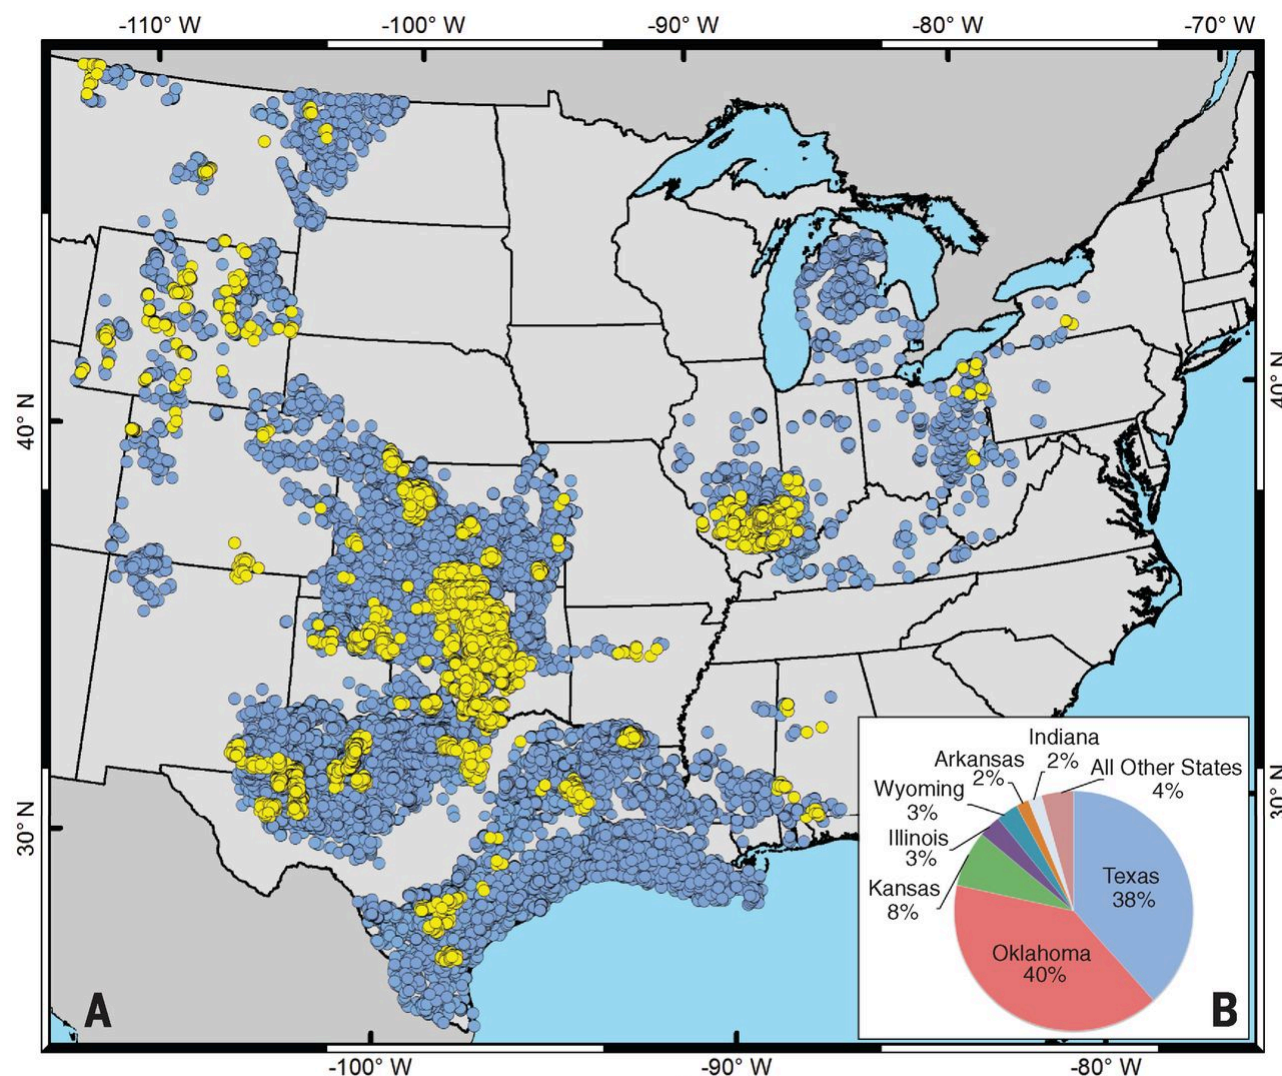 -110° W
-100° W
-90° W
-80° W
-70° W
40° N
40° N
30° N
30° N
Indiana
2%
Arkansas
2%
All Other States
4%
Wyoming
3%
Illinois
3%
Kansas
8%
Texas
38%
Oklahoma
40%
A
B
-100° W
-90° W
-80° W